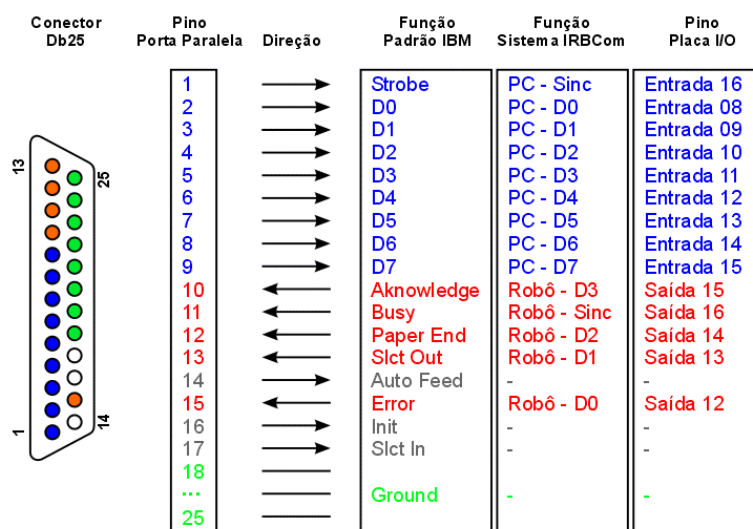 Conector Db25
Pino Porta Paralela
Direção
Função Padrão IBM
Função Sistema IRBCom
Pino Placa I/O
13
25
1
14
1 Strobe PC - Sinc Entrada 16
2 D0 PC - D0 Entrada 08
3 D1 PC - D1 Entrada 09
4 D2 PC - D2 Entrada 10
5 D3 PC - D3 Entrada 11
6 D4 PC - D4 Entrada 12
7 D5 PC - D5 Entrada 13
8 D6 PC - D6 Entrada 14
9 D7 PC - D7 Entrada 15
10 Aknowledge Robô - D3 Saída 15
11 Busy Robô - Sinc Saída 16
12 Paper End Robô - D2 Saída 14
13 Slct Out Robô - D1 Saída 13
14 Auto Feed - -
15 Error Robô - D0 Saída 12
16 Init - -
17 Slct In - -
18
... Ground - -
25